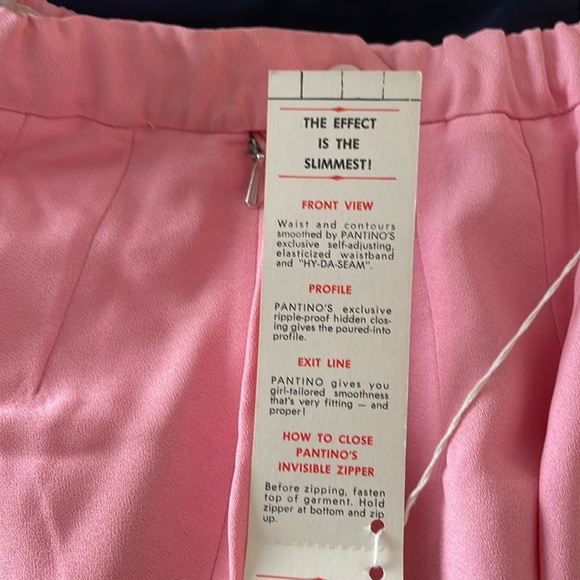 THE EFFECT
IS THE
SLIMMEST!
FRONT VIEW
Waist and contours
smoothed by PANTINO'S
exclusive self-adjusting,
elasticized waistband
and "HY-DA-SEAM".
PROFILE
PANTINO'S exclusive
ripple-proof hidden clos-
ing gives the poured-into
profile.
EXIT LINE
PANTINO gives you
girl-tailored smoothness
that's very fitting — and
proper!
HOW TO CLOSE
PANTINO'S
INVISIBLE ZIPPER
Before zipping, fasten
top of garment. Hold
zipper at bottom and zip
up.